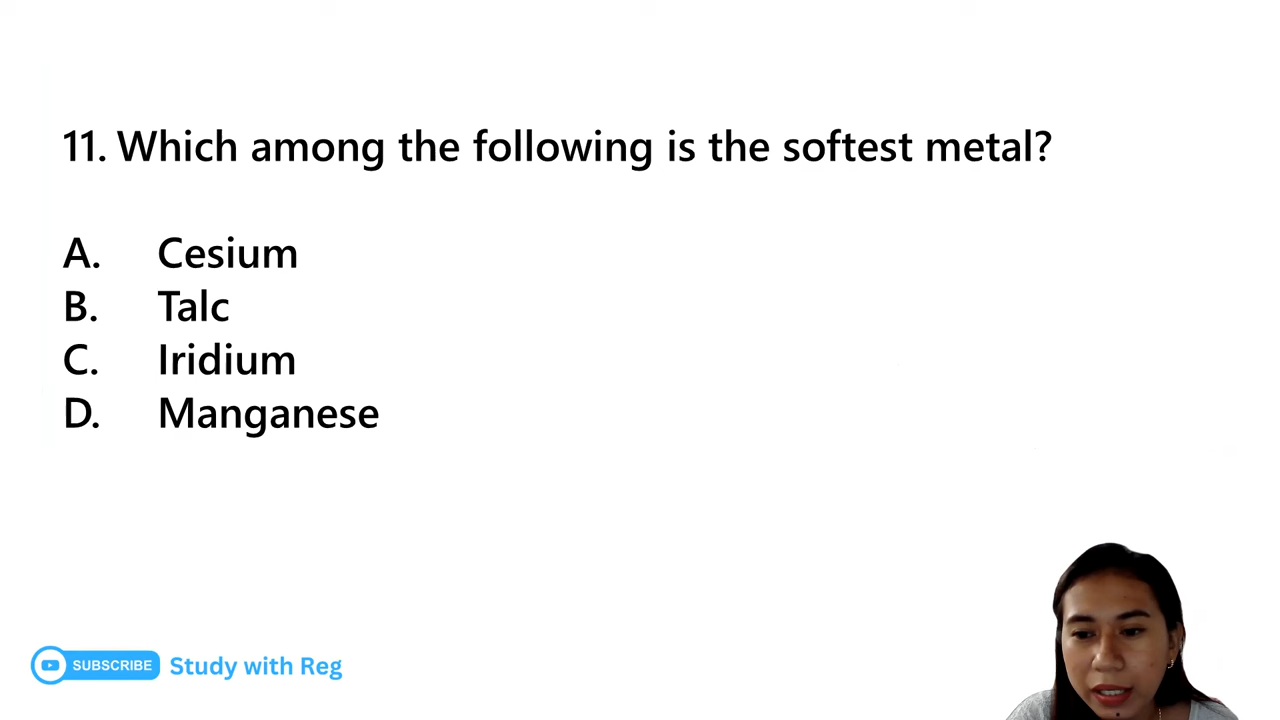 11. Which among the following is the softest metal?
A. Cesium
B. Talc
C. Iridium
D. Manganese
SUBSCRIBE Study with Reg